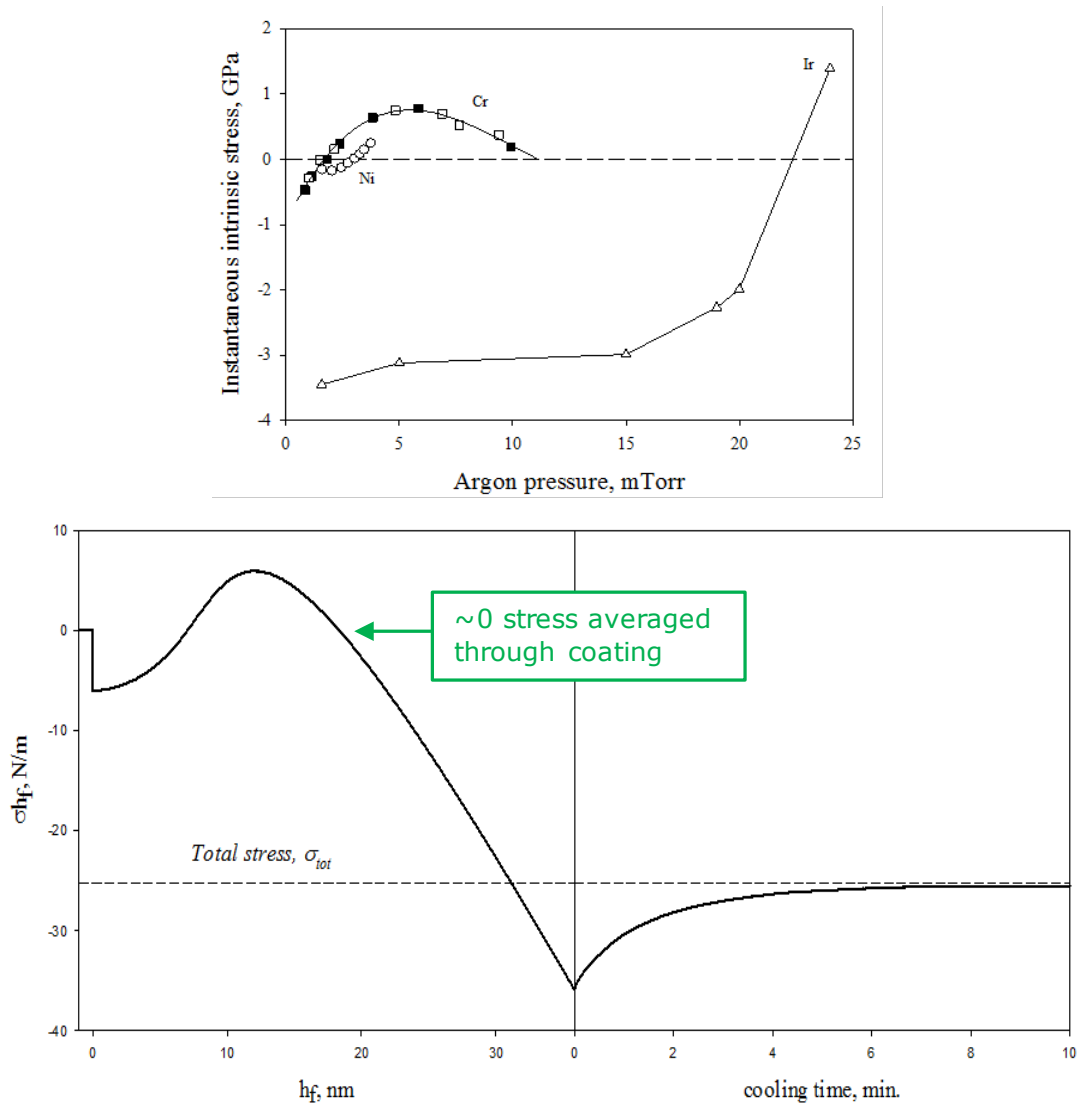 2
1
0
-1
-2
-3
-4
Instantaneous intrinsic stress, GPa
Cr
Ni
Ir
0 5 10 15 20 25
Argon pressure, mTorr
10
0
-10
-20
-30
-40
σhf, N/m
~0 stress averaged
through coating
Total stress, σtot
0 10 20 30 0 2 4 6 8 10
hf, nm cooling time, min.